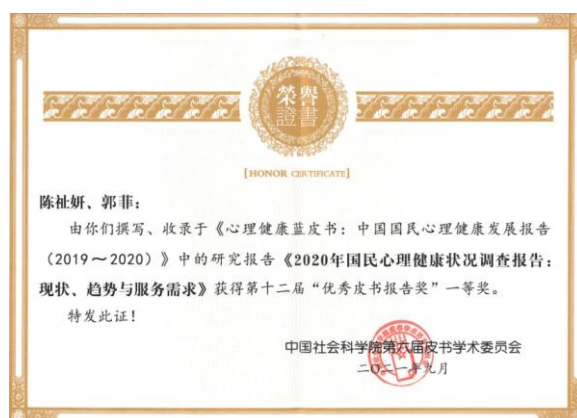 榮譽
證書
[HONOR CERTIFICATE]
陈祉妍、郭菲：
由你们撰写、收录于《心理健康蓝皮书：中国国民心理健康发展报告
（2019～2020）》中的研究报告《2020年国民心理健康状况调查报告：
现状、趋势与服务需求》获得第十二届“优秀皮书报告奖”一等奖。
特发此证！
中国社会科学院第六届皮书学术委员会
二〇二一年九月